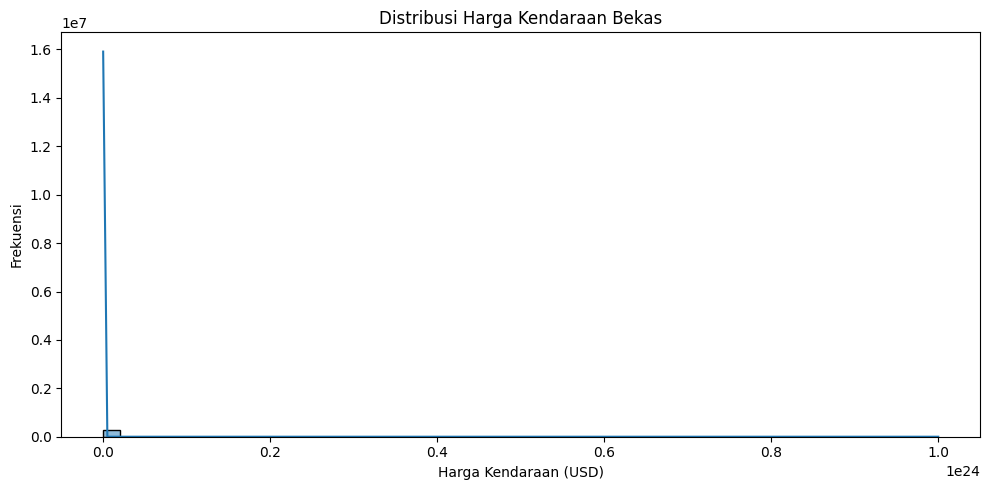 Distribusi Harga Kendaraan Bekas
1e7
1.6
1.4
1.2
1.0
0.8
0.6
0.4
0.2
0.0
Frekuensi
0.0 0.2 0.4 0.6 0.8 1.0
1e24
Harga Kendaraan (USD)